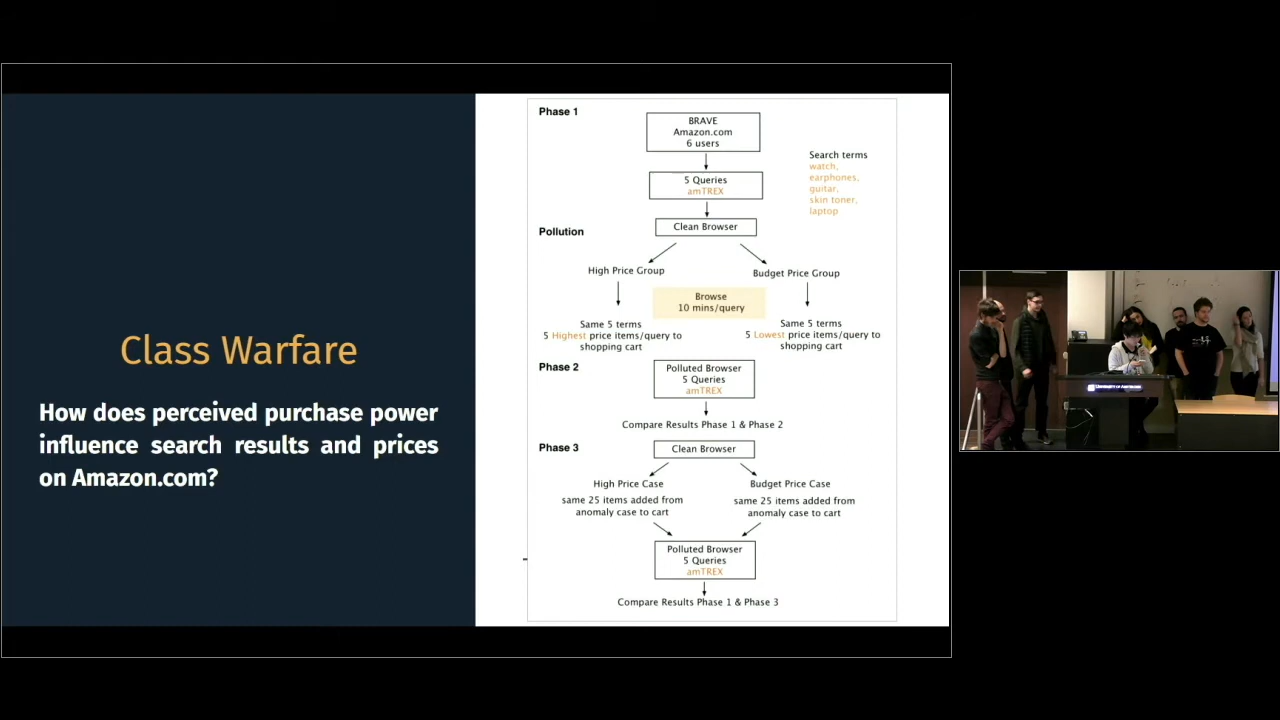 Class Warfare
How does perceived purchase power
influence search results and prices
on Amazon.com?
Phase 1
BRAVE
Amazon.com
6 users
5 Queries
amTREX
Search terms
watch,
earphones,
guitar,
skin toner,
laptop
Clean Browser
Pollution
High Price Group
Budget Price Group
Browse
10 mins/query
Same 5 terms
5 Highest price items/query to
shopping cart
Same 5 terms
5 Lowest price items/query to
shopping cart
Phase 2
Polluted Browser
5 Queries
amTREX
Compare Results Phase 1 & Phase 2
Phase 3
Clean Browser
High Price Case
Budget Price Case
same 25 items added from
anomaly case to cart
same 25 items added from
anomaly case to cart
Polluted Browser
5 Queries
amTREX
Compare Results Phase 1 & Phase 3
University of Amsterdam